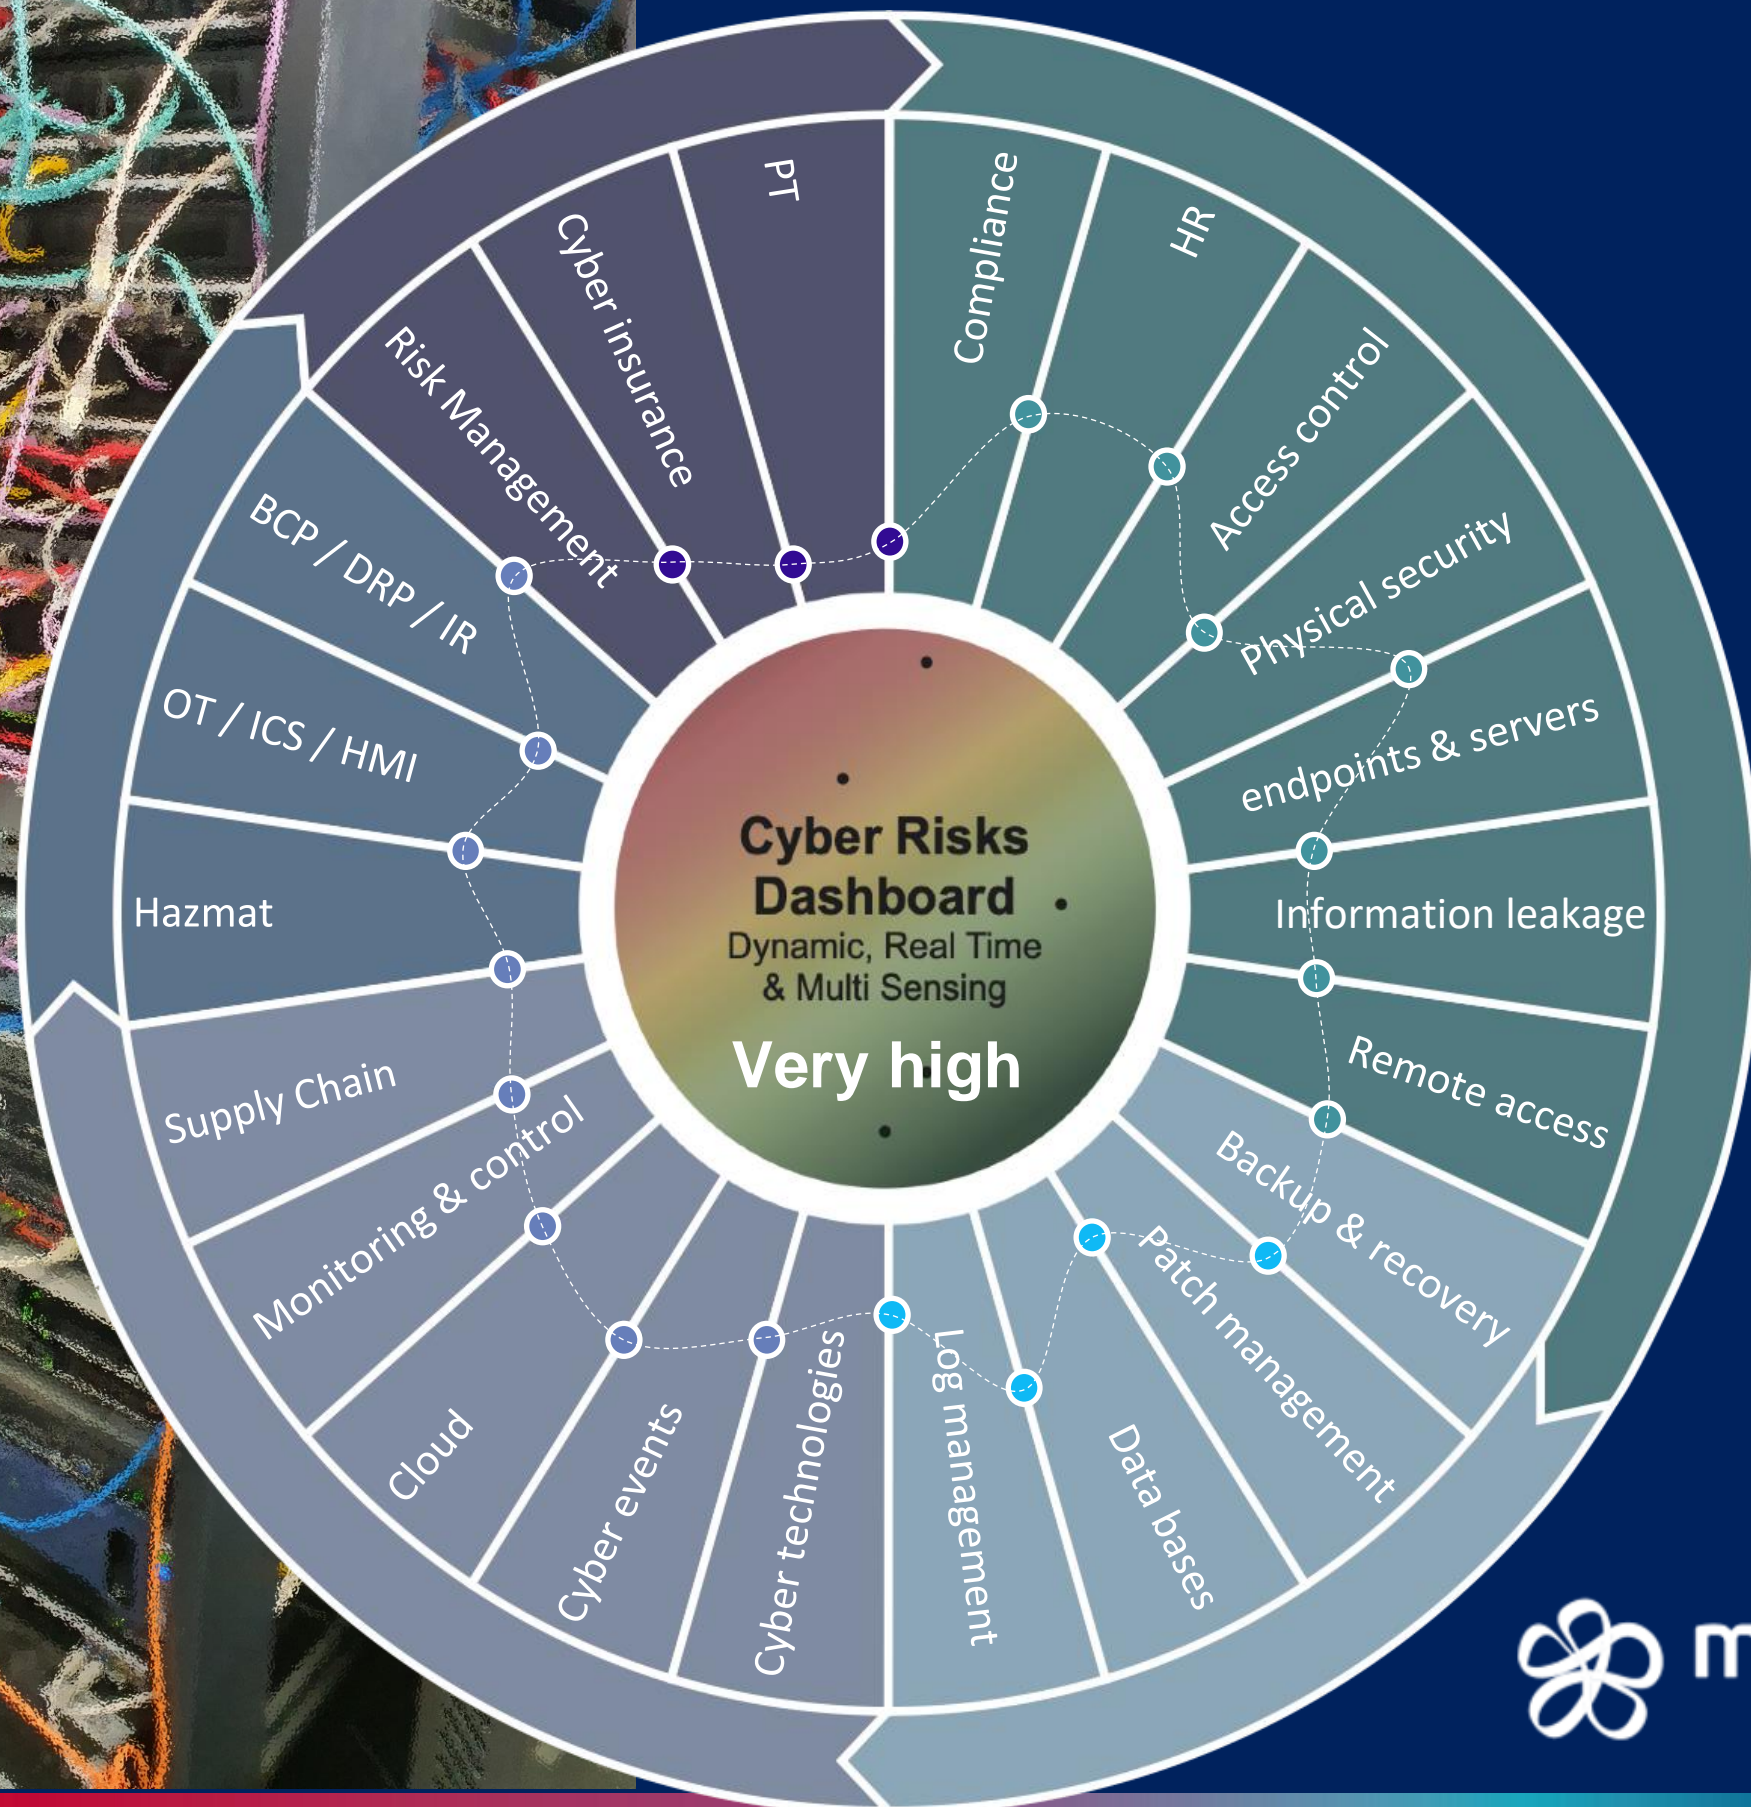 PT
Compliance
HR
Access control
Physical security
endpoints & servers
Information leakage
Remote access
Backup & recovery
Patch management
Data bases
Log management
Cyber technologies
Cyber events
Cloud
Monitoring & control
Supply Chain
Hazmat
OT / ICS / HMI
BCP / DRP / IR
Risk Management
Cyber insurance
Cyber Risks
Dashboard
Dynamic, Real Time
& Multi Sensing
Very high